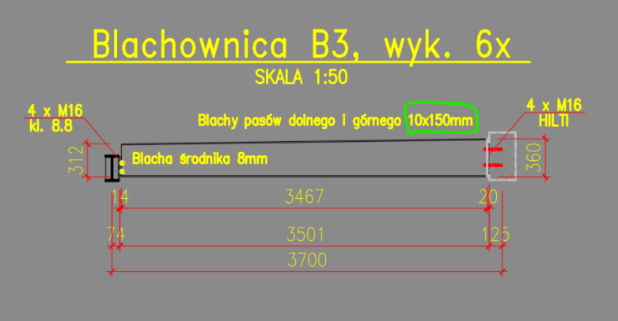 Blachownica B3, wyk. 6x
SKALA 1:50
4 x M16
kl. 8.8
Blachy pasów dolnego i górnego 10x150mm
4 x M16
HILTI
312
Blacha środnika 8mm
360
14
3467
20
74
3501
125
3700